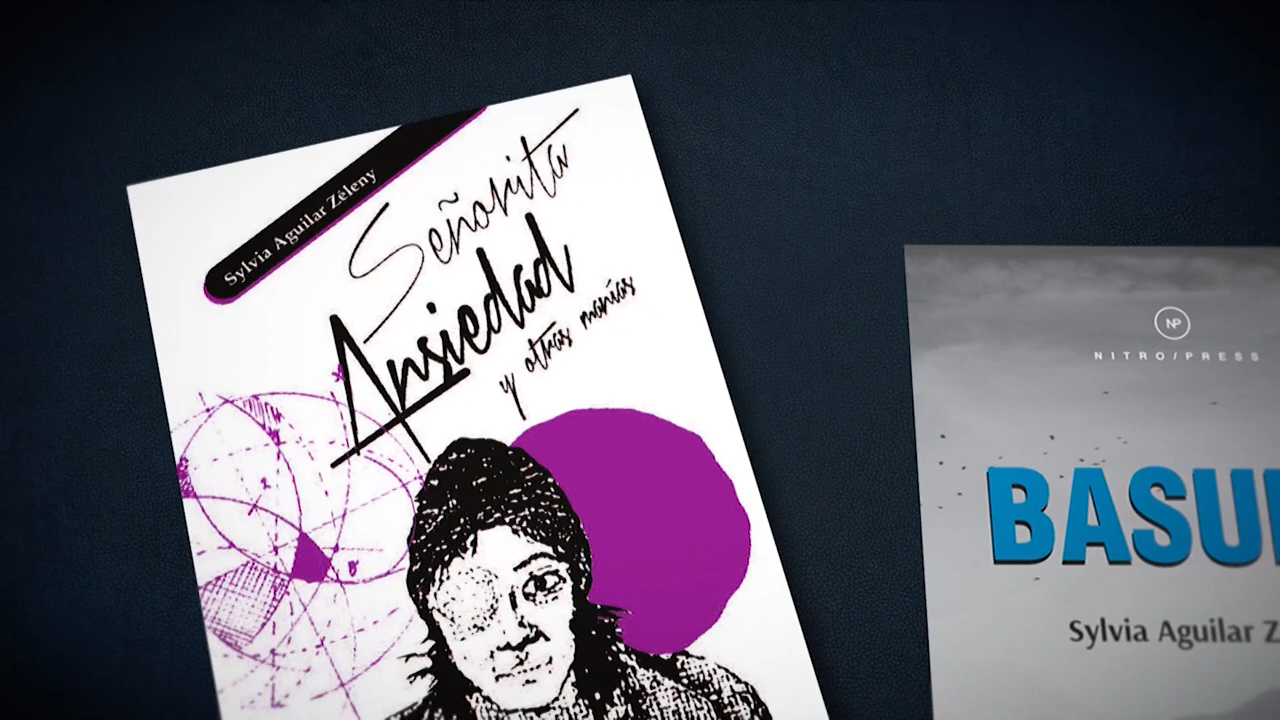 Sylvia Aguilar Zéleny
Señorita
Ansiedad
y otras manías
NP
NITRO/PRESS
BASU
Sylvia Aguilar Z